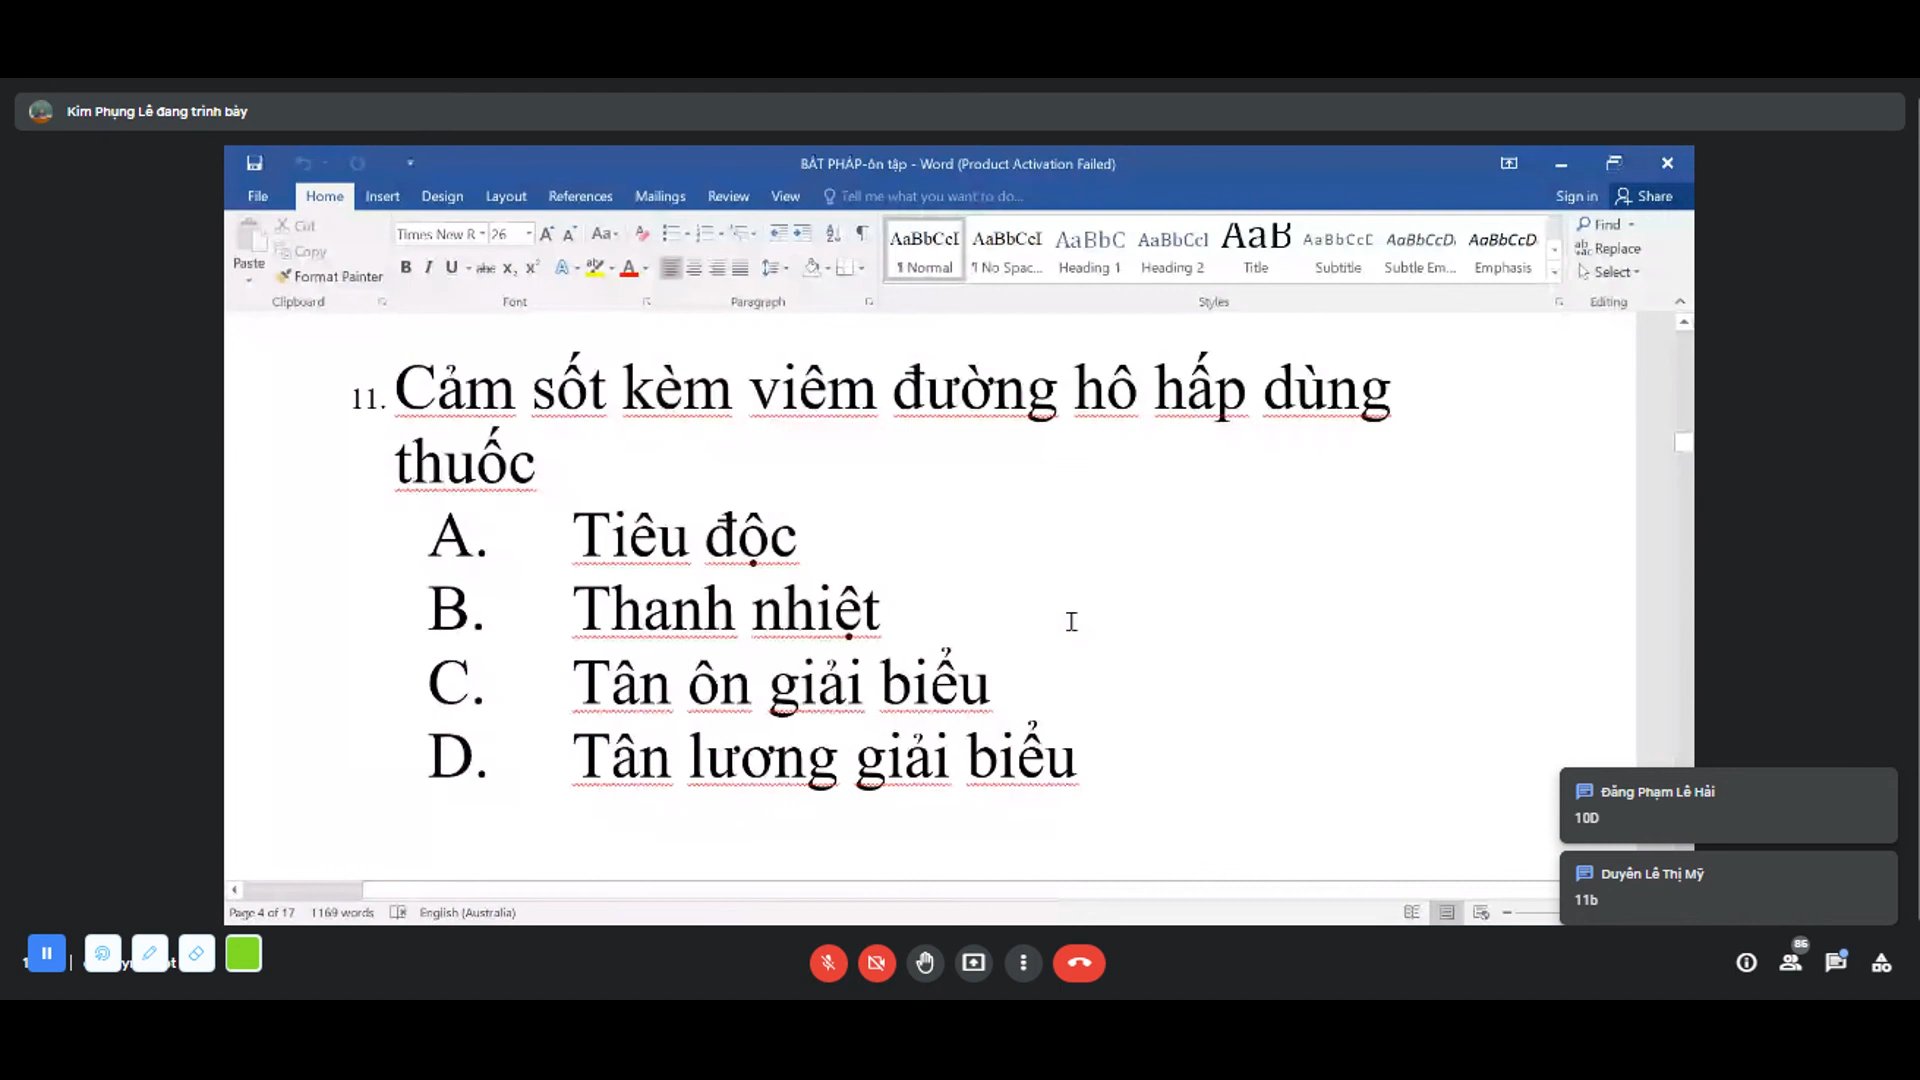 Kim Phụng Lê đang trình bày
BÁT PHÁP-ôn tập - Word (Product Activation Failed)
File Home Insert Design Layout References Mailings Review View Tell me what you want to do... Sign in Share
Paste
Cut
Copy
Format Painter
Clipboard
Times New R 26
Font
Paragraph
AaBbCcI AaBbCcI AaBbC AaBbCcI AaB AaBbCcD AaBbCcD AaBbCcD
¶ Normal ¶ No Spac... Heading 1 Heading 2 Title Subtitle Subtle Em... Emphasis
Styles
Find
Replace
Select
Editing
11. Cảm sốt kèm viêm đường hô hấp dùng
thuốc
A. Tiêu độc
B. Thanh nhiệt
C. Tân ôn giải biểu
D. Tân lương giải biểu
Đăng Phạm Lê Hải
10D
Duyên Lê Thị Mỹ
11b
Page 4 of 17 1169 words English (Australia)
86